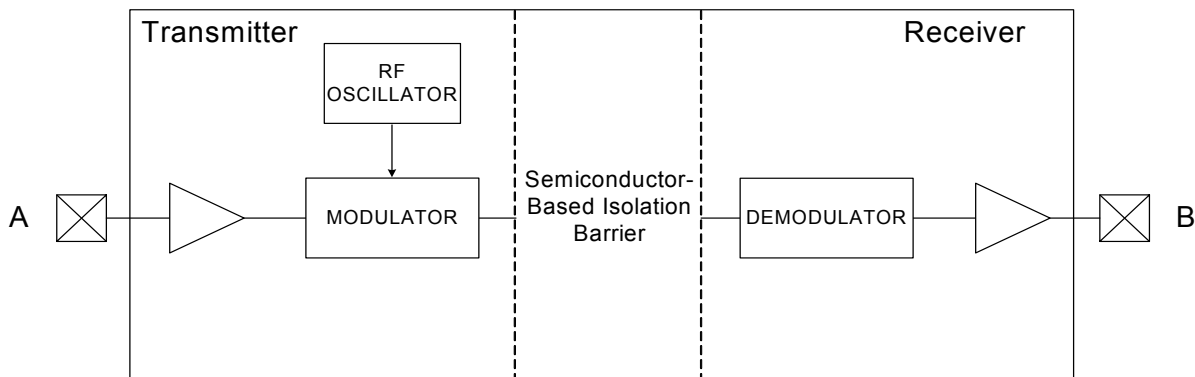 Transmitter
Receiver
RF
OSCILLATOR
A
MODULATOR
Semiconductor-
Based Isolation
Barrier
DEMODULATOR
B